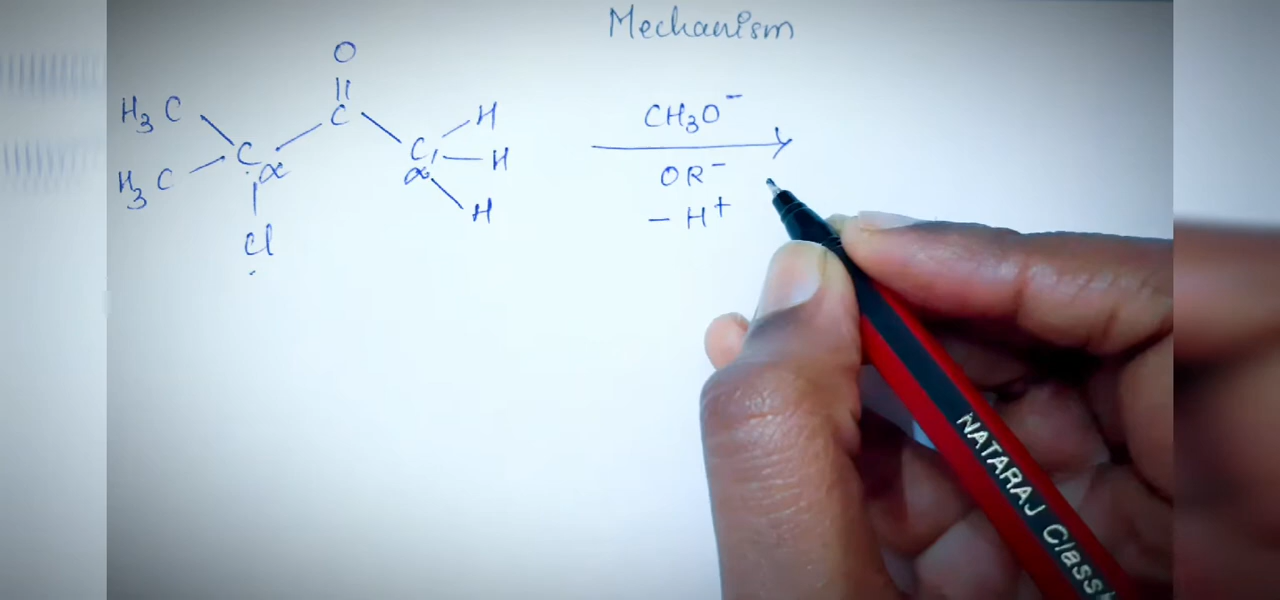 Mechanism
O
||
H3C
C
H
CH3O⁻
H3C
C
α
C
α'
H
OR⁻
H
− H⁺
Cl
NATARAJ Class